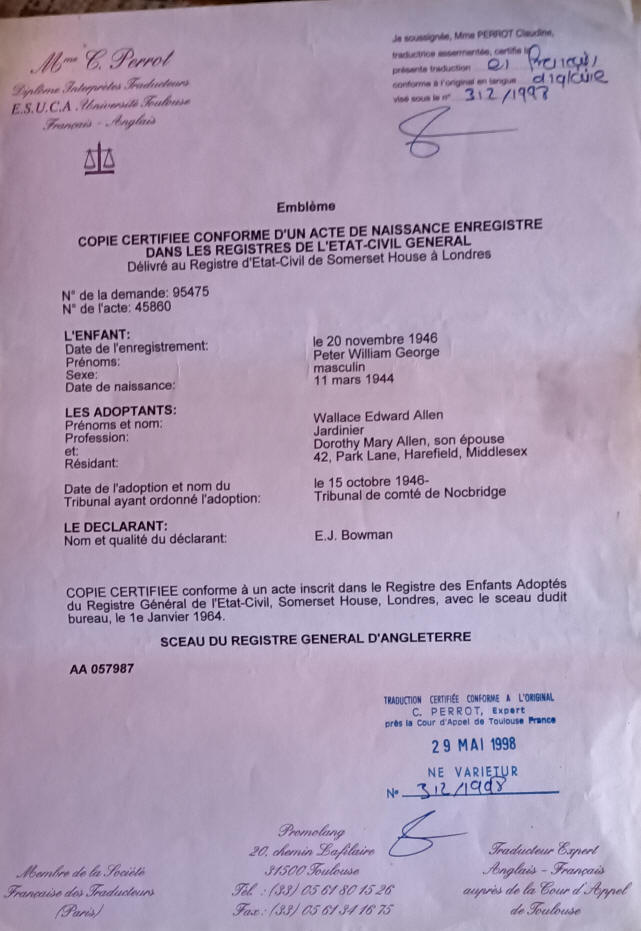 Mme C. Perrot
Diplôme Interprètes Traducteurs
E.S.U.C.A. Université Toulouse
Français - Anglais
Je soussignée, Mme PERROT Claudine,
traductrice assermentée, certifie la
présente traduction en Français
conforme à l'original en langue anglaise
visé sous le n° 312/1998
Emblème
COPIE CERTIFIEE CONFORME D'UN ACTE DE NAISSANCE ENREGISTRE
DANS LES REGISTRES DE L'ETAT-CIVIL GENERAL
Délivré au Registre d'Etat-Civil de Somerset House à Londres
N° de la demande: 95475
N° de l'acte: 45860
L'ENFANT:
Date de l'enregistrement: le 20 novembre 1946
Prénoms: Peter William George
Sexe: masculin
Date de naissance: 11 mars 1944
LES ADOPTANTS:
Prénoms et nom: Wallace Edward Allen
Profession: Jardinier
et: Dorothy Mary Allen, son épouse
Résidant: 42, Park Lane, Harefield, Middlesex
Date de l'adoption et nom du le 15 octobre 1946-
Tribunal ayant ordonné l'adoption: Tribunal de comté de Nocbridge
LE DECLARANT:
Nom et qualité du déclarant: E.J. Bowman
COPIE CERTIFIEE conforme à un acte inscrit dans le Registre des Enfants Adoptés
du Registre Général de l'Etat-Civil, Somerset House, Londres, avec le sceau dudit
bureau, le 1e Janvier 1964.
SCEAU DU REGISTRE GENERAL D'ANGLETERRE
AA 057987
TRADUCTION CERTIFIÉE CONFORME A L'ORIGINAL
C. PERROT, Expert
près la Cour d'Appel de Toulouse France
29 MAI 1998
NE VARIETUR
N° 312/1998
Membre de la Société
Française des Traducteurs
(Paris)
Promolang
20, chemin Lafilaire
31500 Toulouse
Tél. : (33) 05 61 80 15 26
Fax : (33) 05 61 34 16 75
Traducteur Expert
Anglais - Français
auprès de la Cour d'Appel
de Toulouse